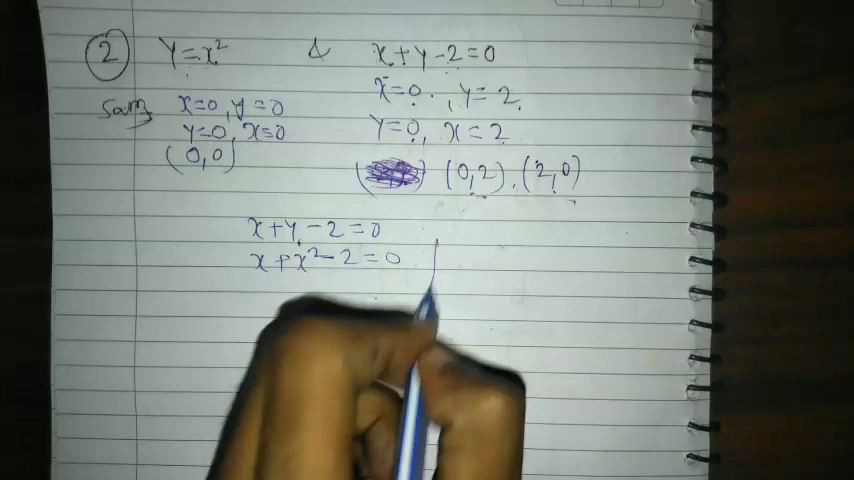 2 Y=x² & x+y-2=0
x=0, y=2
x=0, y=0
y=0, x=0
y=0, x=2
(0,0)
(0,2), (2,0)
x+y-2=0
x+x²-2=0